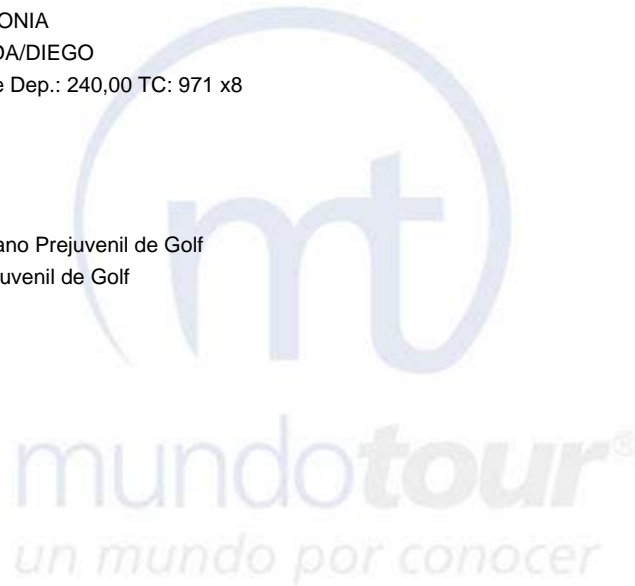 ONIA
DA/DIEGO
e Dep.: 240,00 TC: 971 x8
ano Prejuvenil de Golf
uvenil de Golf
mt
mundotour®
un mundo por conocer